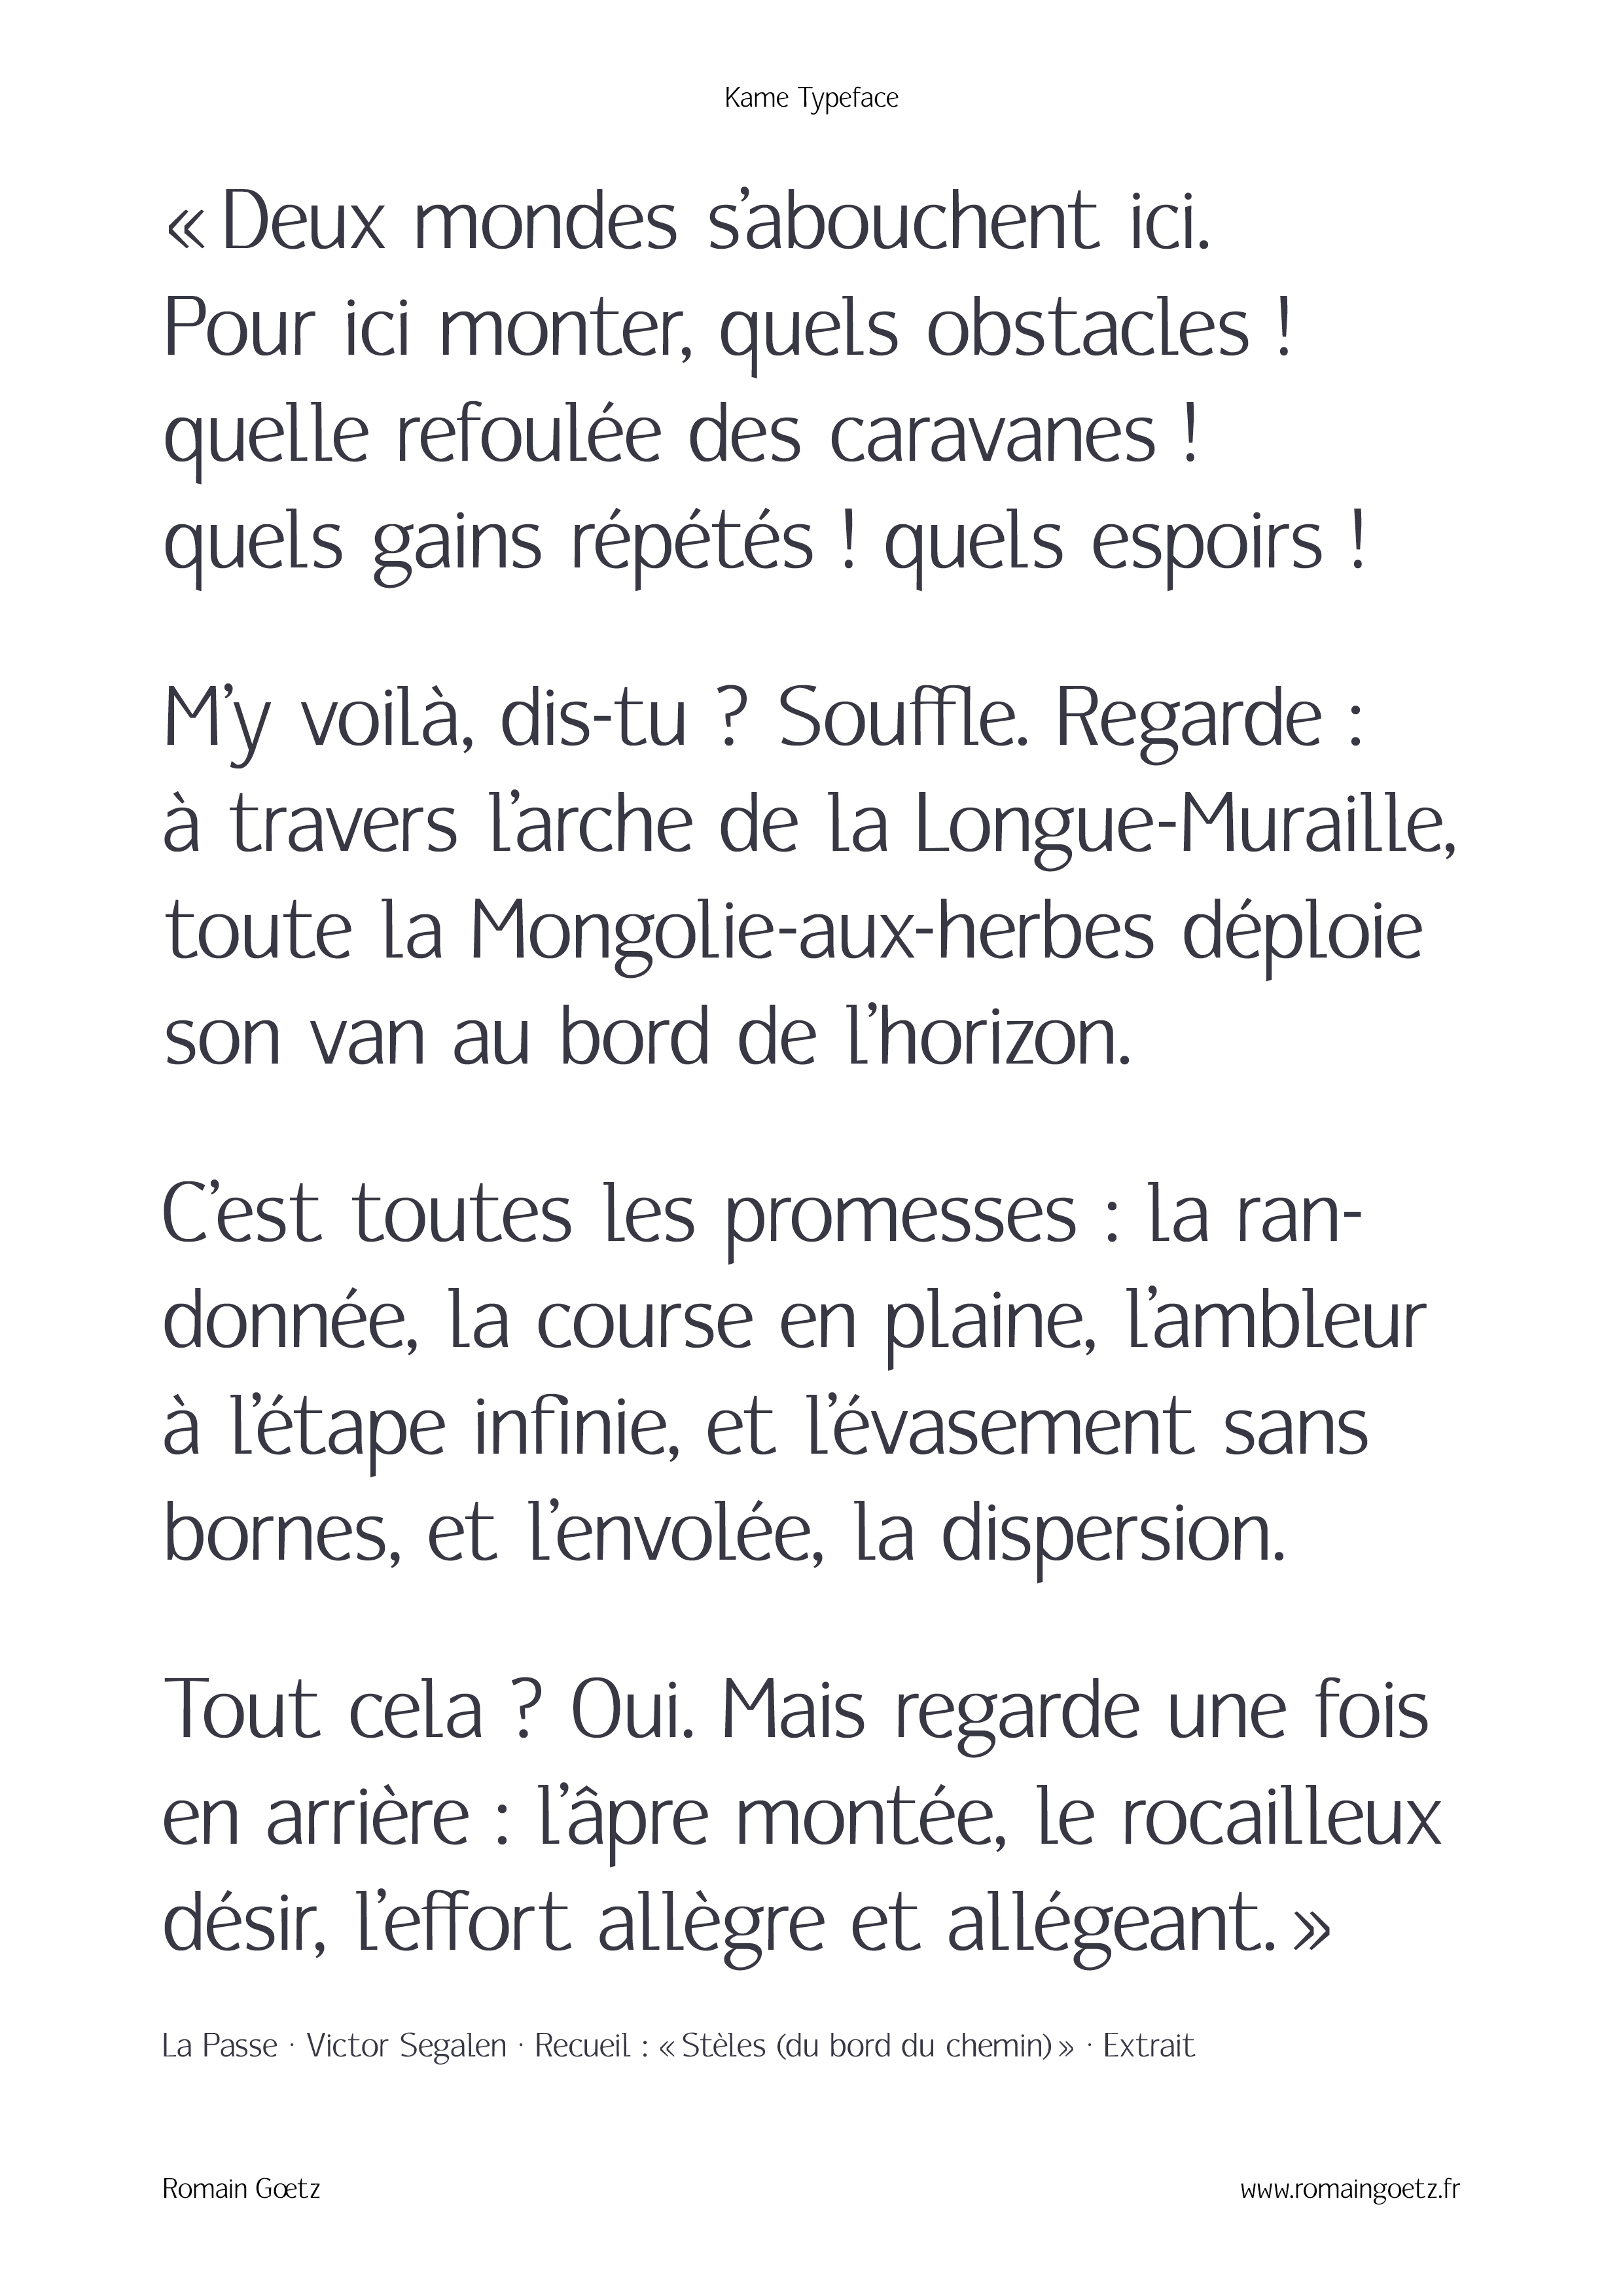 Kame Typeface
« Deux mondes s’abouchent ici.
Pour ici monter, quels obstacles !
quelle refoulée des caravanes !
quels gains répétés ! quels espoirs !
M’y voilà, dis-tu ? Souffle. Regarde :
à travers l’arche de la Longue-Muraille,
toute la Mongolie-aux-herbes déploie
son van au bord de l’horizon.
C’est toutes les promesses : la ran-
donnée, la course en plaine, l’ambleur
à l’étape infinie, et l’évasement sans
bornes, et l’envolée, la dispersion.
Tout cela ? Oui. Mais regarde une fois
en arrière : l’âpre montée, le rocailleux
désir, l’effort allègre et allégeant. »
La Passe · Victor Segalen · Recueil : « Stèles (du bord du chemin) » · Extrait
Romain Gœtz
www.romaingoetz.fr